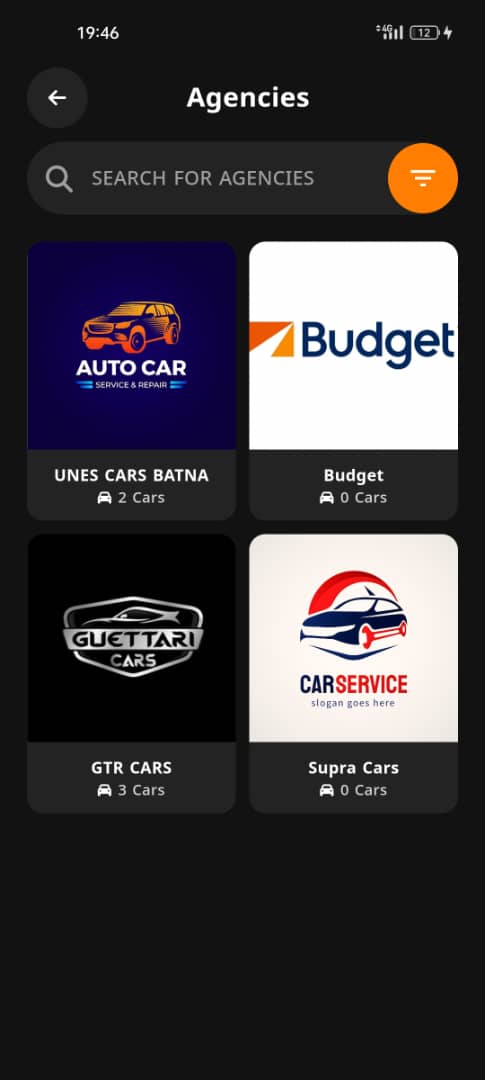 19:46
4G
12
Agencies
SEARCH FOR AGENCIES
AUTO CAR
SERVICE & REPAIR
UNES CARS BATNA
2 Cars
Budget
Budget
0 Cars
GUETTARI
CARS
GTR CARS
3 Cars
CARSERVICE
slogan goes here
Supra Cars
0 Cars